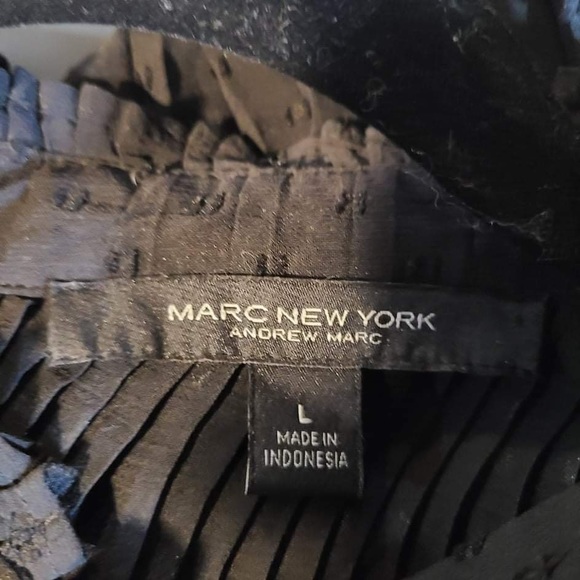 MARC NEW YORK
ANDREW MARC
L
MADE IN
INDONESIA